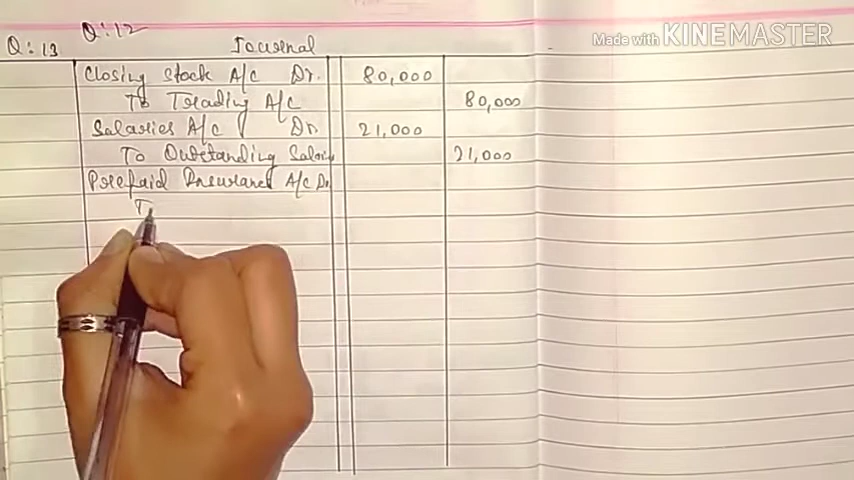 Q: 12
Q: 13
Journal
Made with KINEMASTER
Closing Stock A/c Dr. 80,000
To Trading A/c 80,000
Salaries A/c Dr. 21,000
To Outstanding Salaries 21,000
Prepaid Insurance A/c Dr.
T